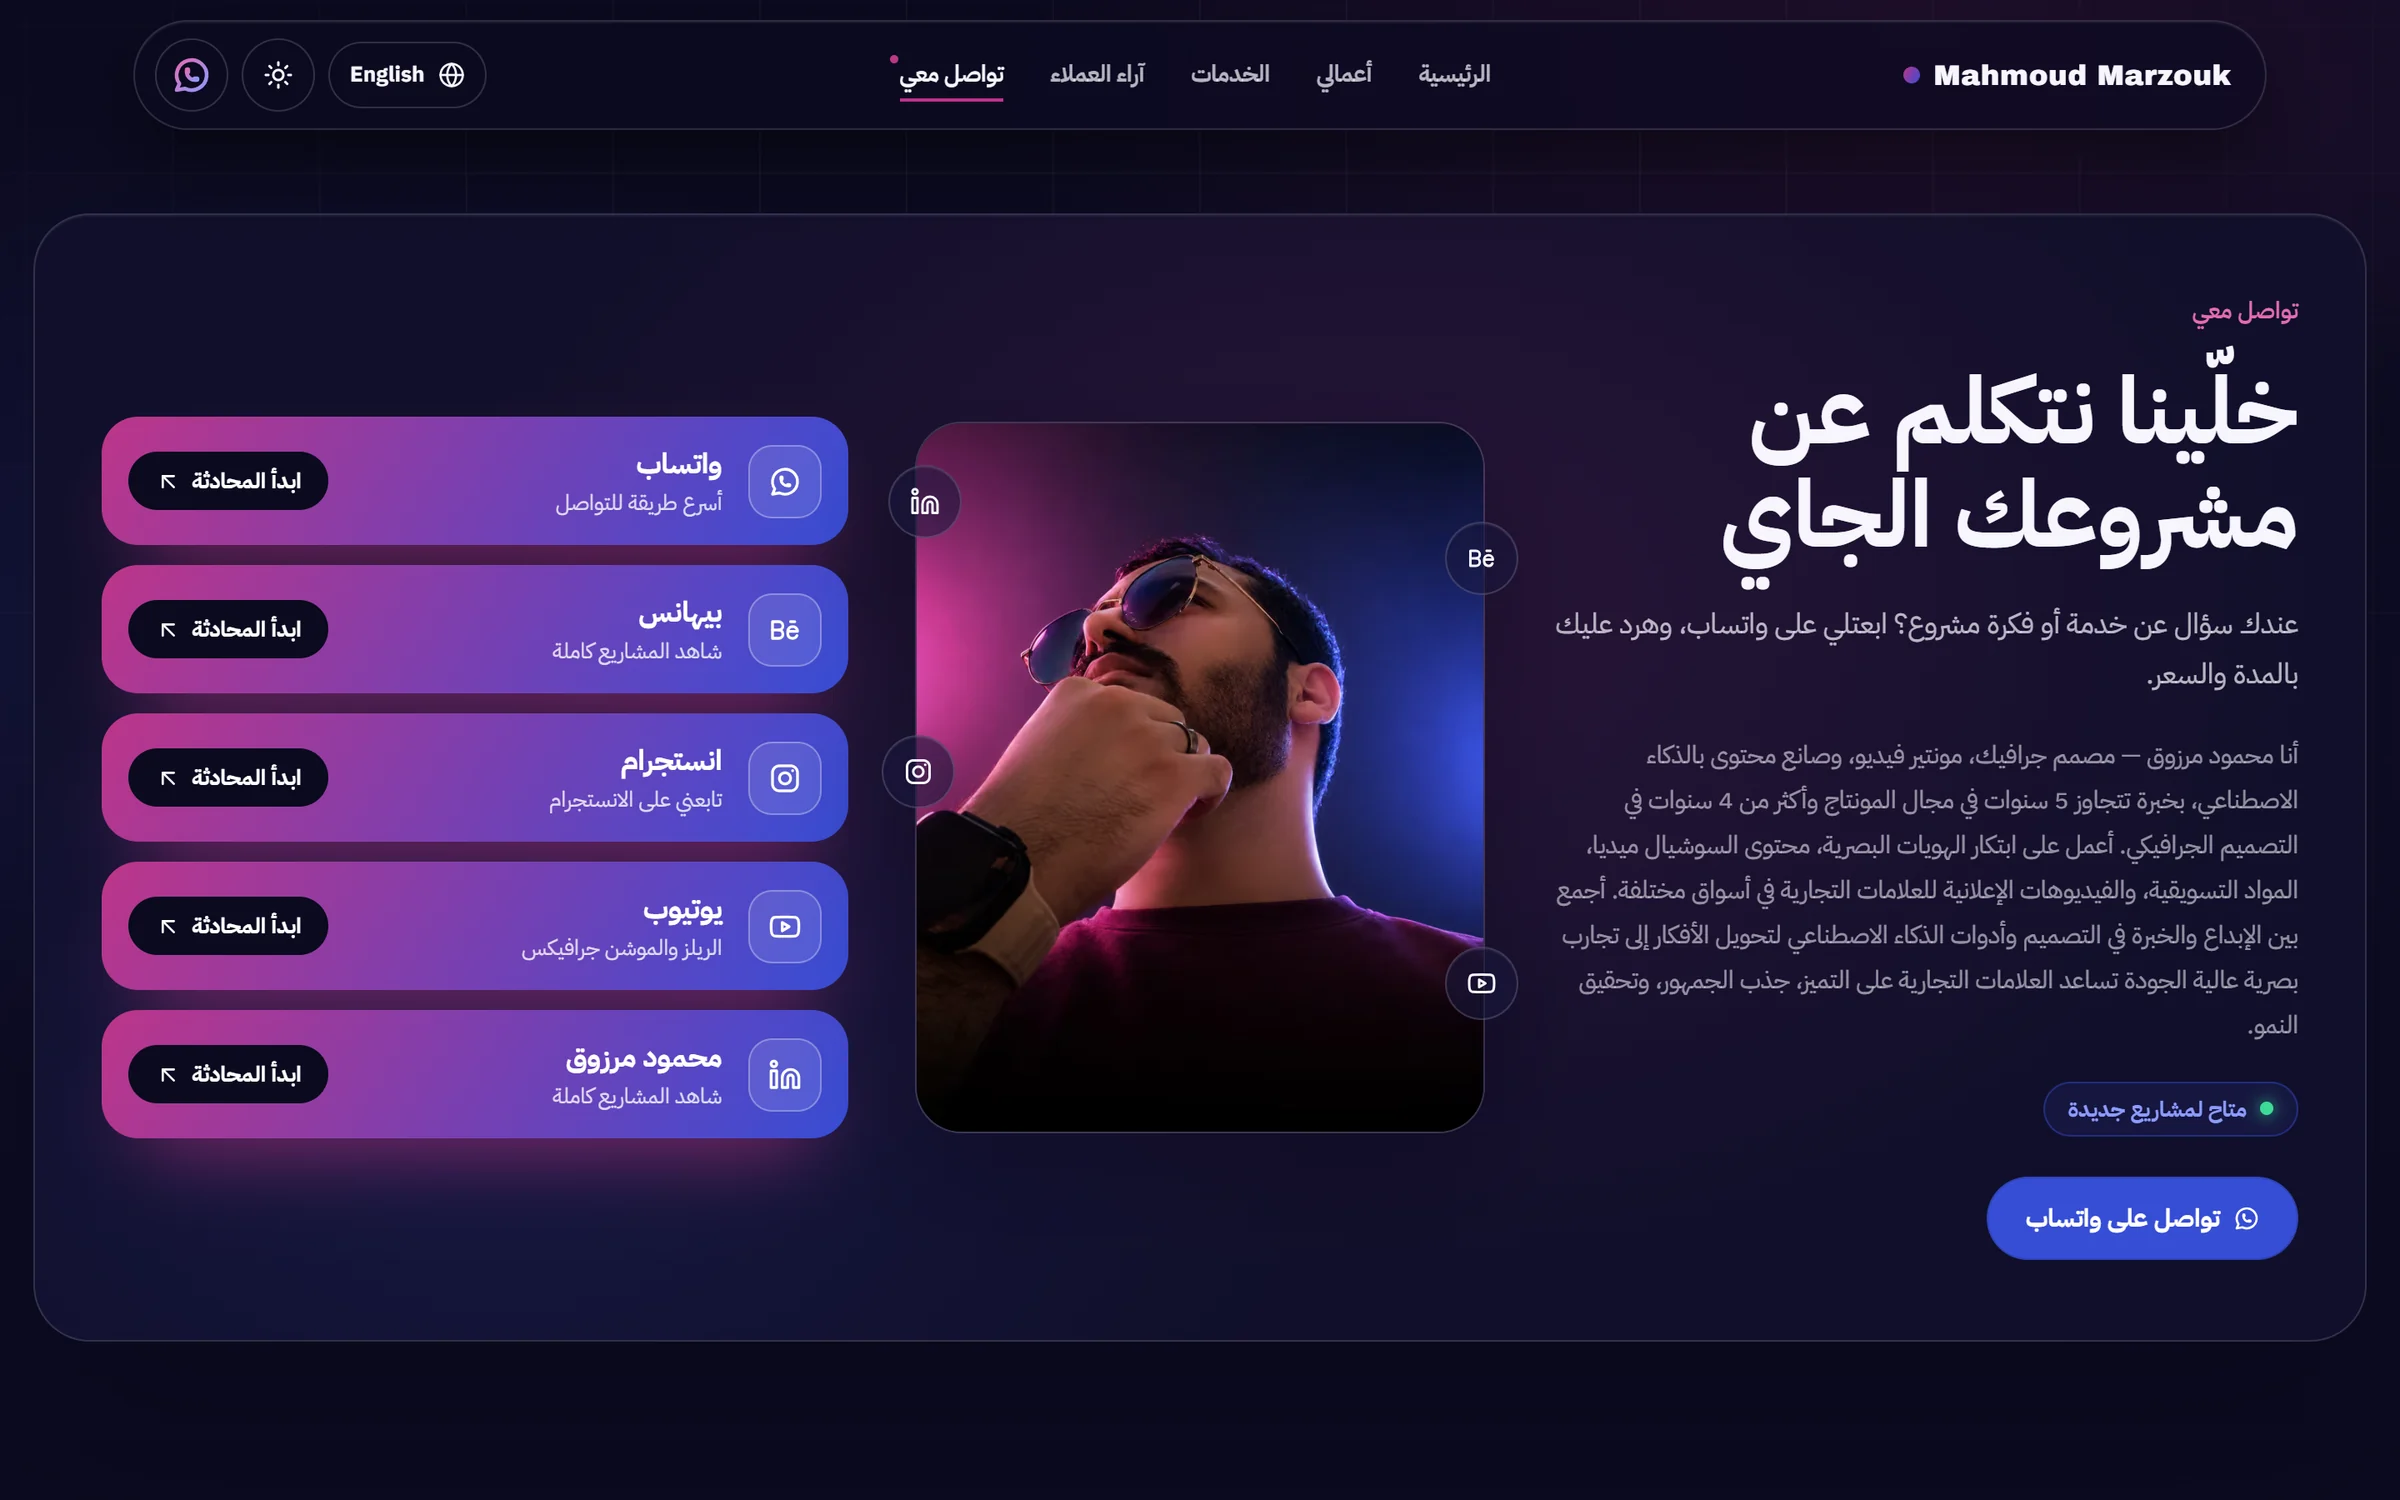 Mahmoud Marzouk
الرئيسية
أعمالي
الخدمات
آراء العملاء
تواصل معي
English
تواصل معي
خلّينا نتكلم عن
مشروعك الجاي
عندك سؤال عن خدمة أو فكرة مشروع؟ ابعتلي على واتساب، وهرد عليك
بالمدة والسعر.
أنا محمود مرزوق — مصمم جرافيك، مونتير فيديو، وصانع محتوى بالذكاء
الاصطناعي، بخبرة تتجاوز 5 سنوات في مجال المونتاج وأكثر من 4 سنوات في
التصميم الجرافيكي. أعمل على ابتكار الهويات البصرية، محتوى السوشيال ميديا،
المواد التسويقية، والفيديوهات الإعلانية للعلامات التجارية في أسواق مختلفة. أجمع
بين الإبداع والخبرة في التصميم وأدوات الذكاء الاصطناعي لتحويل الأفكار إلى تجارب
بصرية عالية الجودة تساعد العلامات التجارية على التميز، جذب الجمهور، وتحقيق
النمو.
متاح لمشاريع جديدة
تواصل على واتساب
Bē
in
واتساب
أسرع طريقة للتواصل
ابدأ المحادثة
Bē
بيهانس
شاهد المشاريع كاملة
ابدأ المحادثة
انستجرام
تابعني على الانستجرام
ابدأ المحادثة
يوتيوب
الريلز والموشن جرافيكس
ابدأ المحادثة
in
محمود مرزوق
شاهد المشاريع كاملة
ابدأ المحادثة